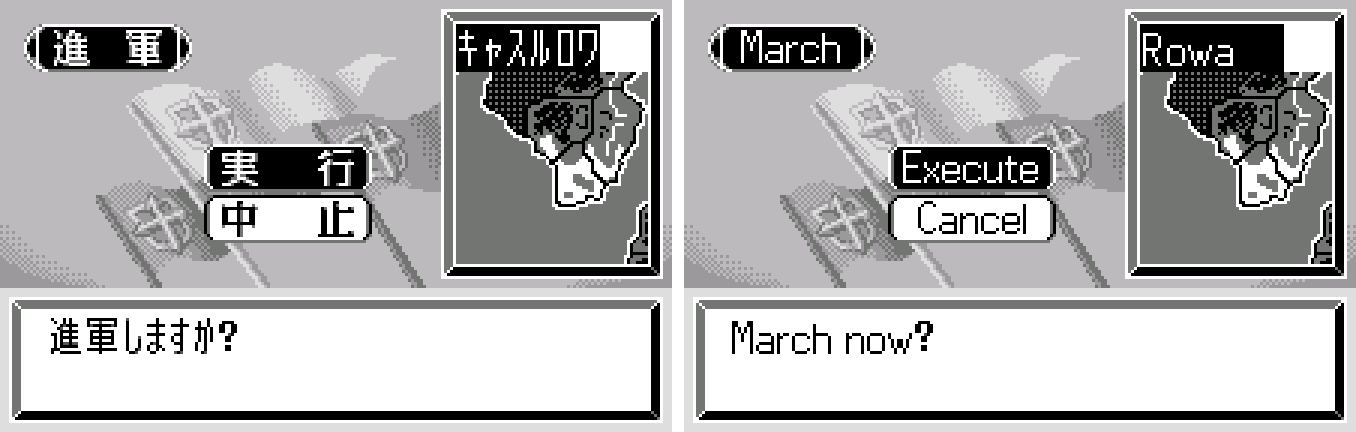 進 軍
キャスルロワ
実 行
中 止
進軍しますか?
March
Rowa
Execute
Cancel
March now?